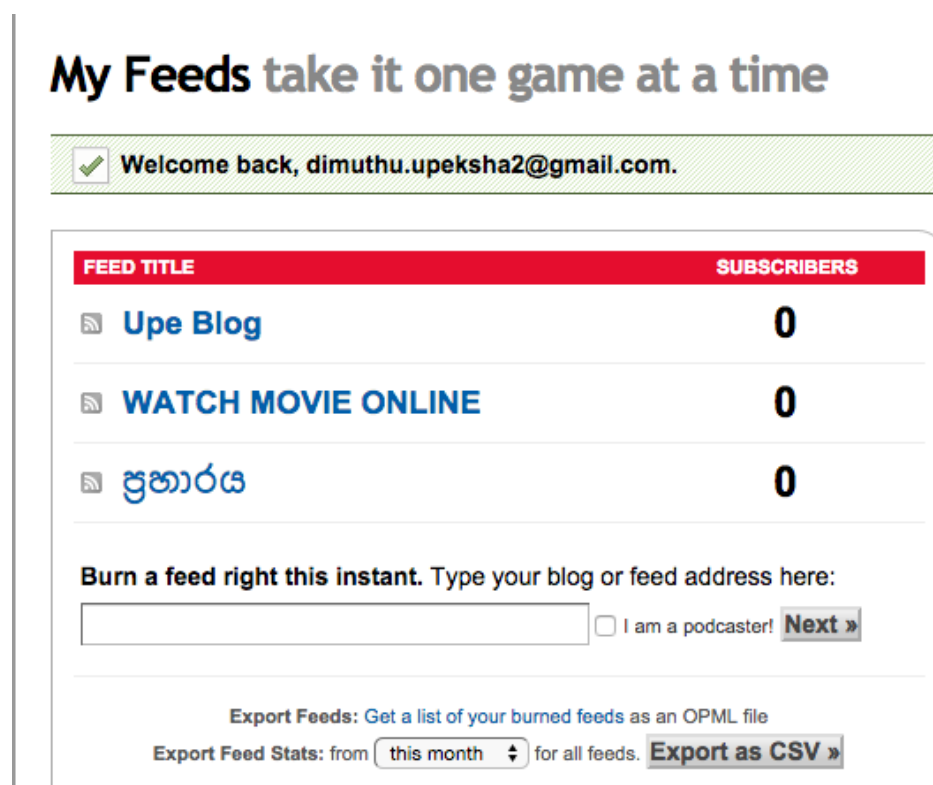 My Feeds take it one game at a time
Welcome back, dimuthu.upeksha2@gmail.com.
FEED TITLE SUBSCRIBERS
Upe Blog 0
WATCH MOVIE ONLINE 0
ප්‍රහාරය 0
Burn a feed right this instant. Type your blog or feed address here:
I am a podcaster! Next »
Export Feeds: Get a list of your burned feeds as an OPML file
Export Feed Stats: from this month for all feeds. Export as CSV »